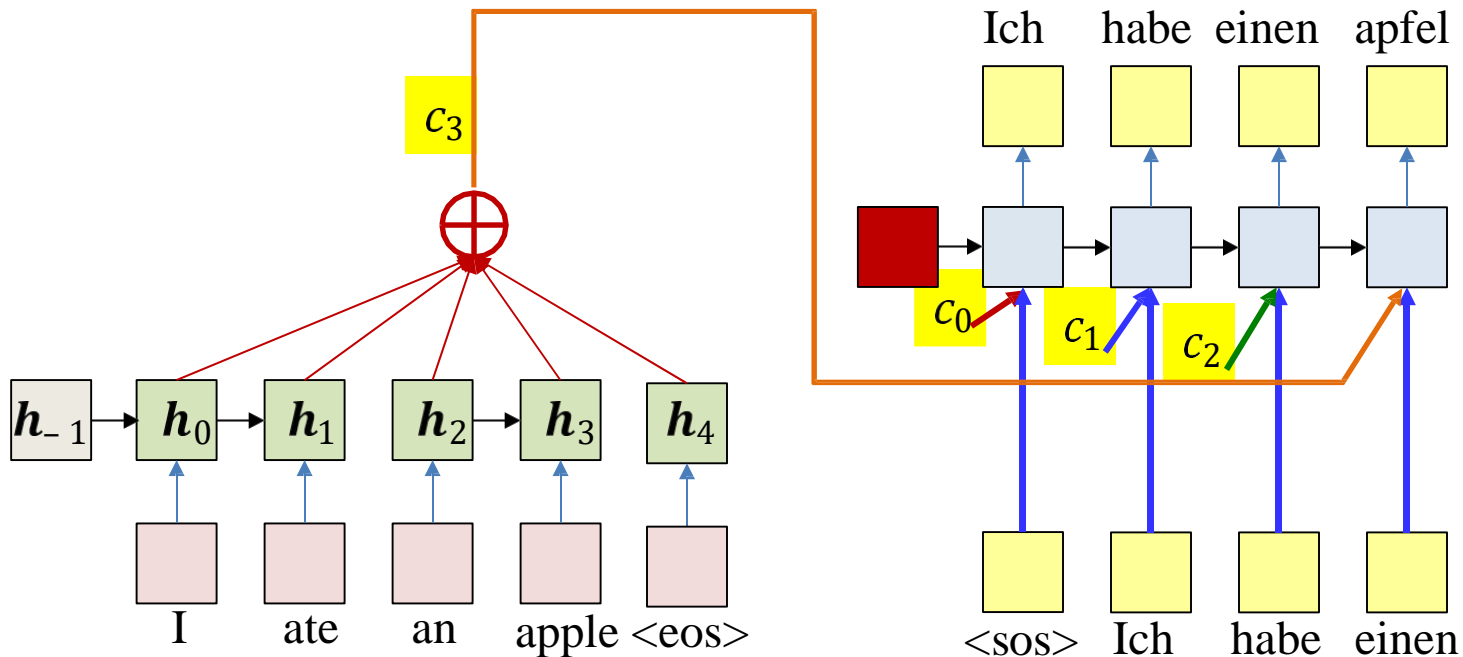 Ich habe einen apfel
c₃
c₀ c₁ c₂
h₋₁ h₀ h₁ h₂ h₃ h₄
I ate an apple <eos>
<sos> Ich habe einen